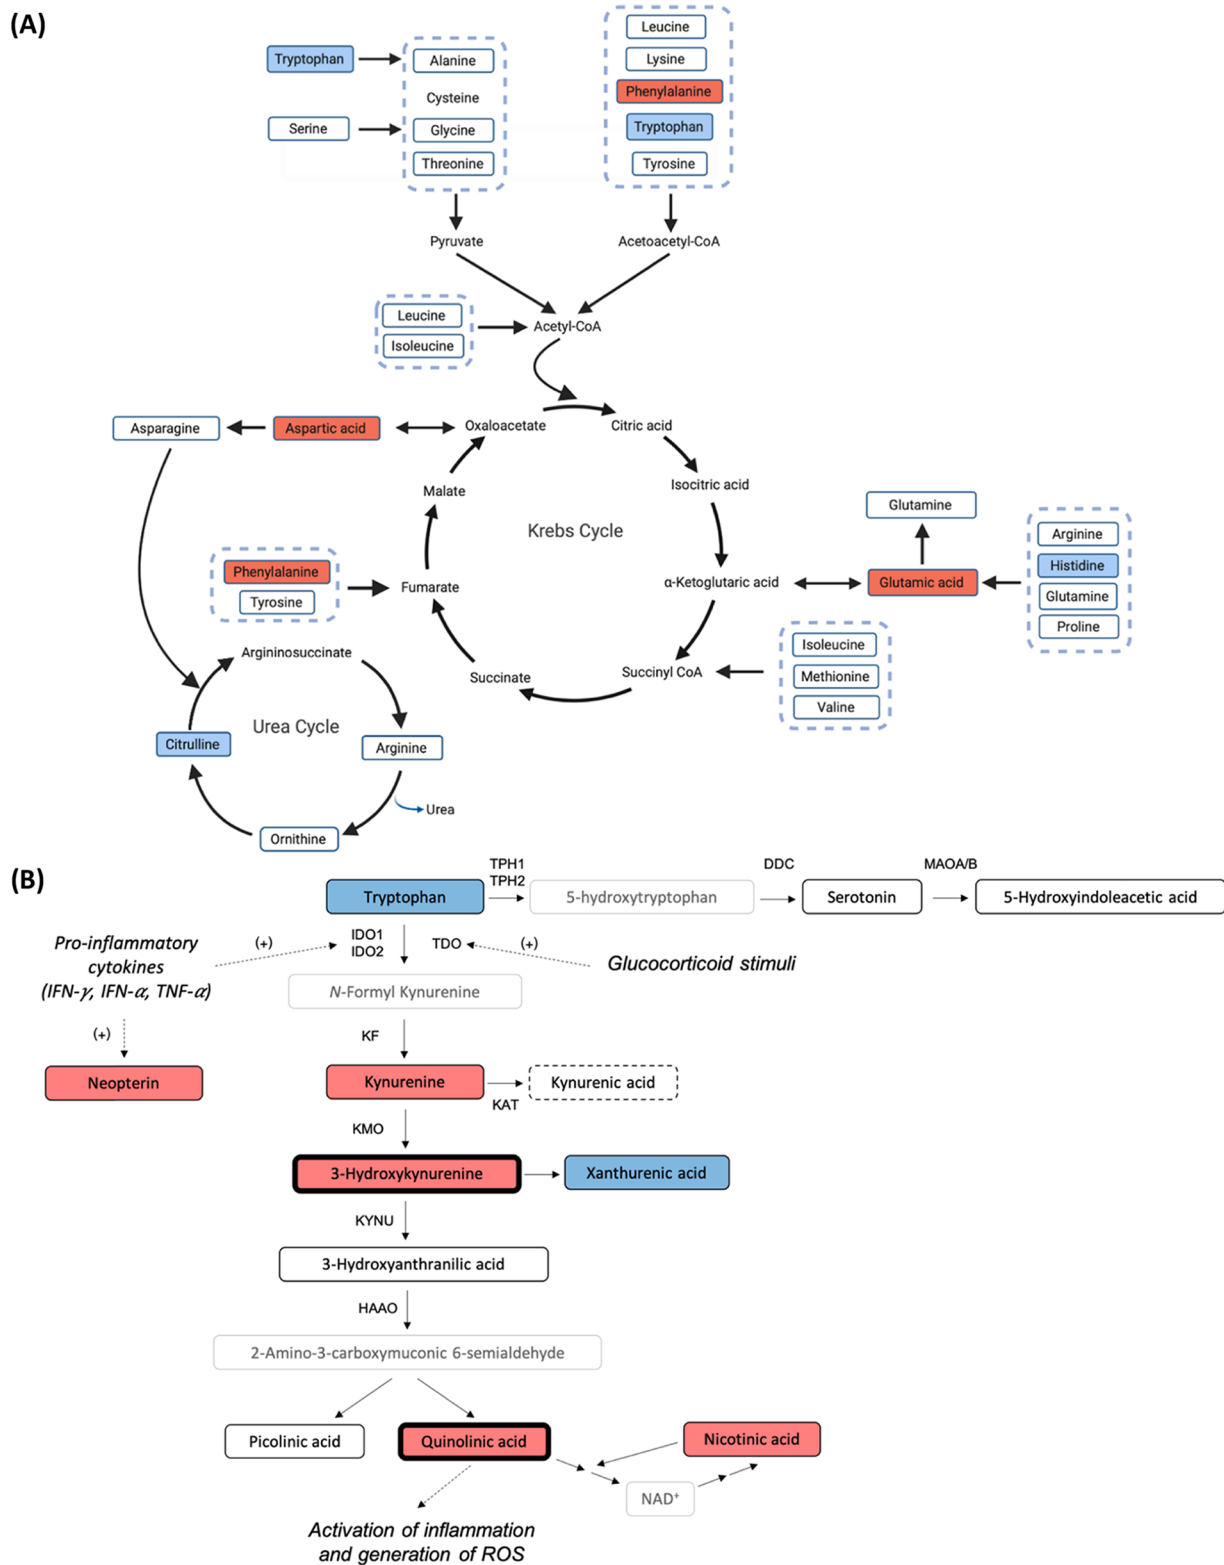 (A)
Tryptophan
Serine
Alanine
Cysteine
Glycine
Threonine
Leucine
Lysine
Phenylalanine
Tryptophan
Tyrosine
Pyruvate
Acetoacetyl-CoA
Leucine
Isoleucine
Acetyl-CoA
Asparagine
Aspartic acid
Oxaloacetate
Citric acid
Malate
Isocitric acid
Krebs Cycle
Glutamine
Arginine
Histidine
Glutamine
Proline
Phenylalanine
Tyrosine
Fumarate
α-Ketoglutaric acid
Glutamic acid
Isoleucine
Methionine
Valine
Argininosuccinate
Succinate
Succinyl CoA
Urea Cycle
Citrulline
Arginine
Urea
Ornithine
(B)
Tryptophan
TPH1
TPH2
5-hydroxytryptophan
DDC
Serotonin
MAOA/B
5-Hydroxyindoleacetic acid
Pro-inflammatory
cytokines
(IFN-γ, IFN-α, TNF-α)
(+)
IDO1
IDO2
TDO
(+)
Glucocorticoid stimuli
N-Formyl Kynurenine
(+)
KF
Neopterin
Kynurenine
KAT
Kynurenic acid
KMO
3-Hydroxykynurenine
Xanthurenic acid
KYNU
3-Hydroxyanthranilic acid
HAAO
2-Amino-3-carboxymuconic 6-semialdehyde
Picolinic acid
Quinolinic acid
Nicotinic acid
NAD⁺
Activation of inflammation
and generation of ROS